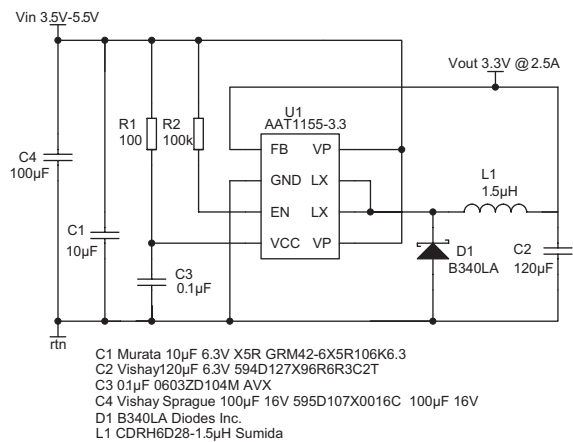 Vin 3.5V-5.5V
Vout 3.3V @2.5A
U1
AAT1155-3.3
R1
100
R2
100k
FB VP
GND LX
EN LX
VCC VP
C4
100µF
C1
10µF
C3
0.1µF
L1
1.5µH
D1
B340LA
C2
120µF
rtn
C1 Murata 10µF 6.3V X5R GRM42-6X5R106K6.3
C2 Vishay120µF 6.3V 594D127X96R6R3C2T
C3 0.1µF 0603ZD104M AVX
C4 Vishay Sprague 100µF 16V 595D107X0016C 100µF 16V
D1 B340LA Diodes Inc.
L1 CDRH6D28-1.5µH Sumida